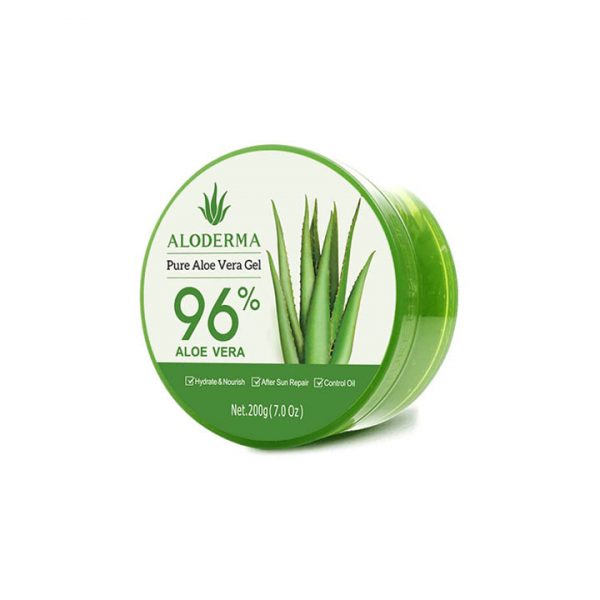 ALODERMA
Pure Aloe Vera Gel
96%
ALOE VERA
Hydrate & Nourish After Sun Repair Control Oil
Net.200g(7.0 Oz)